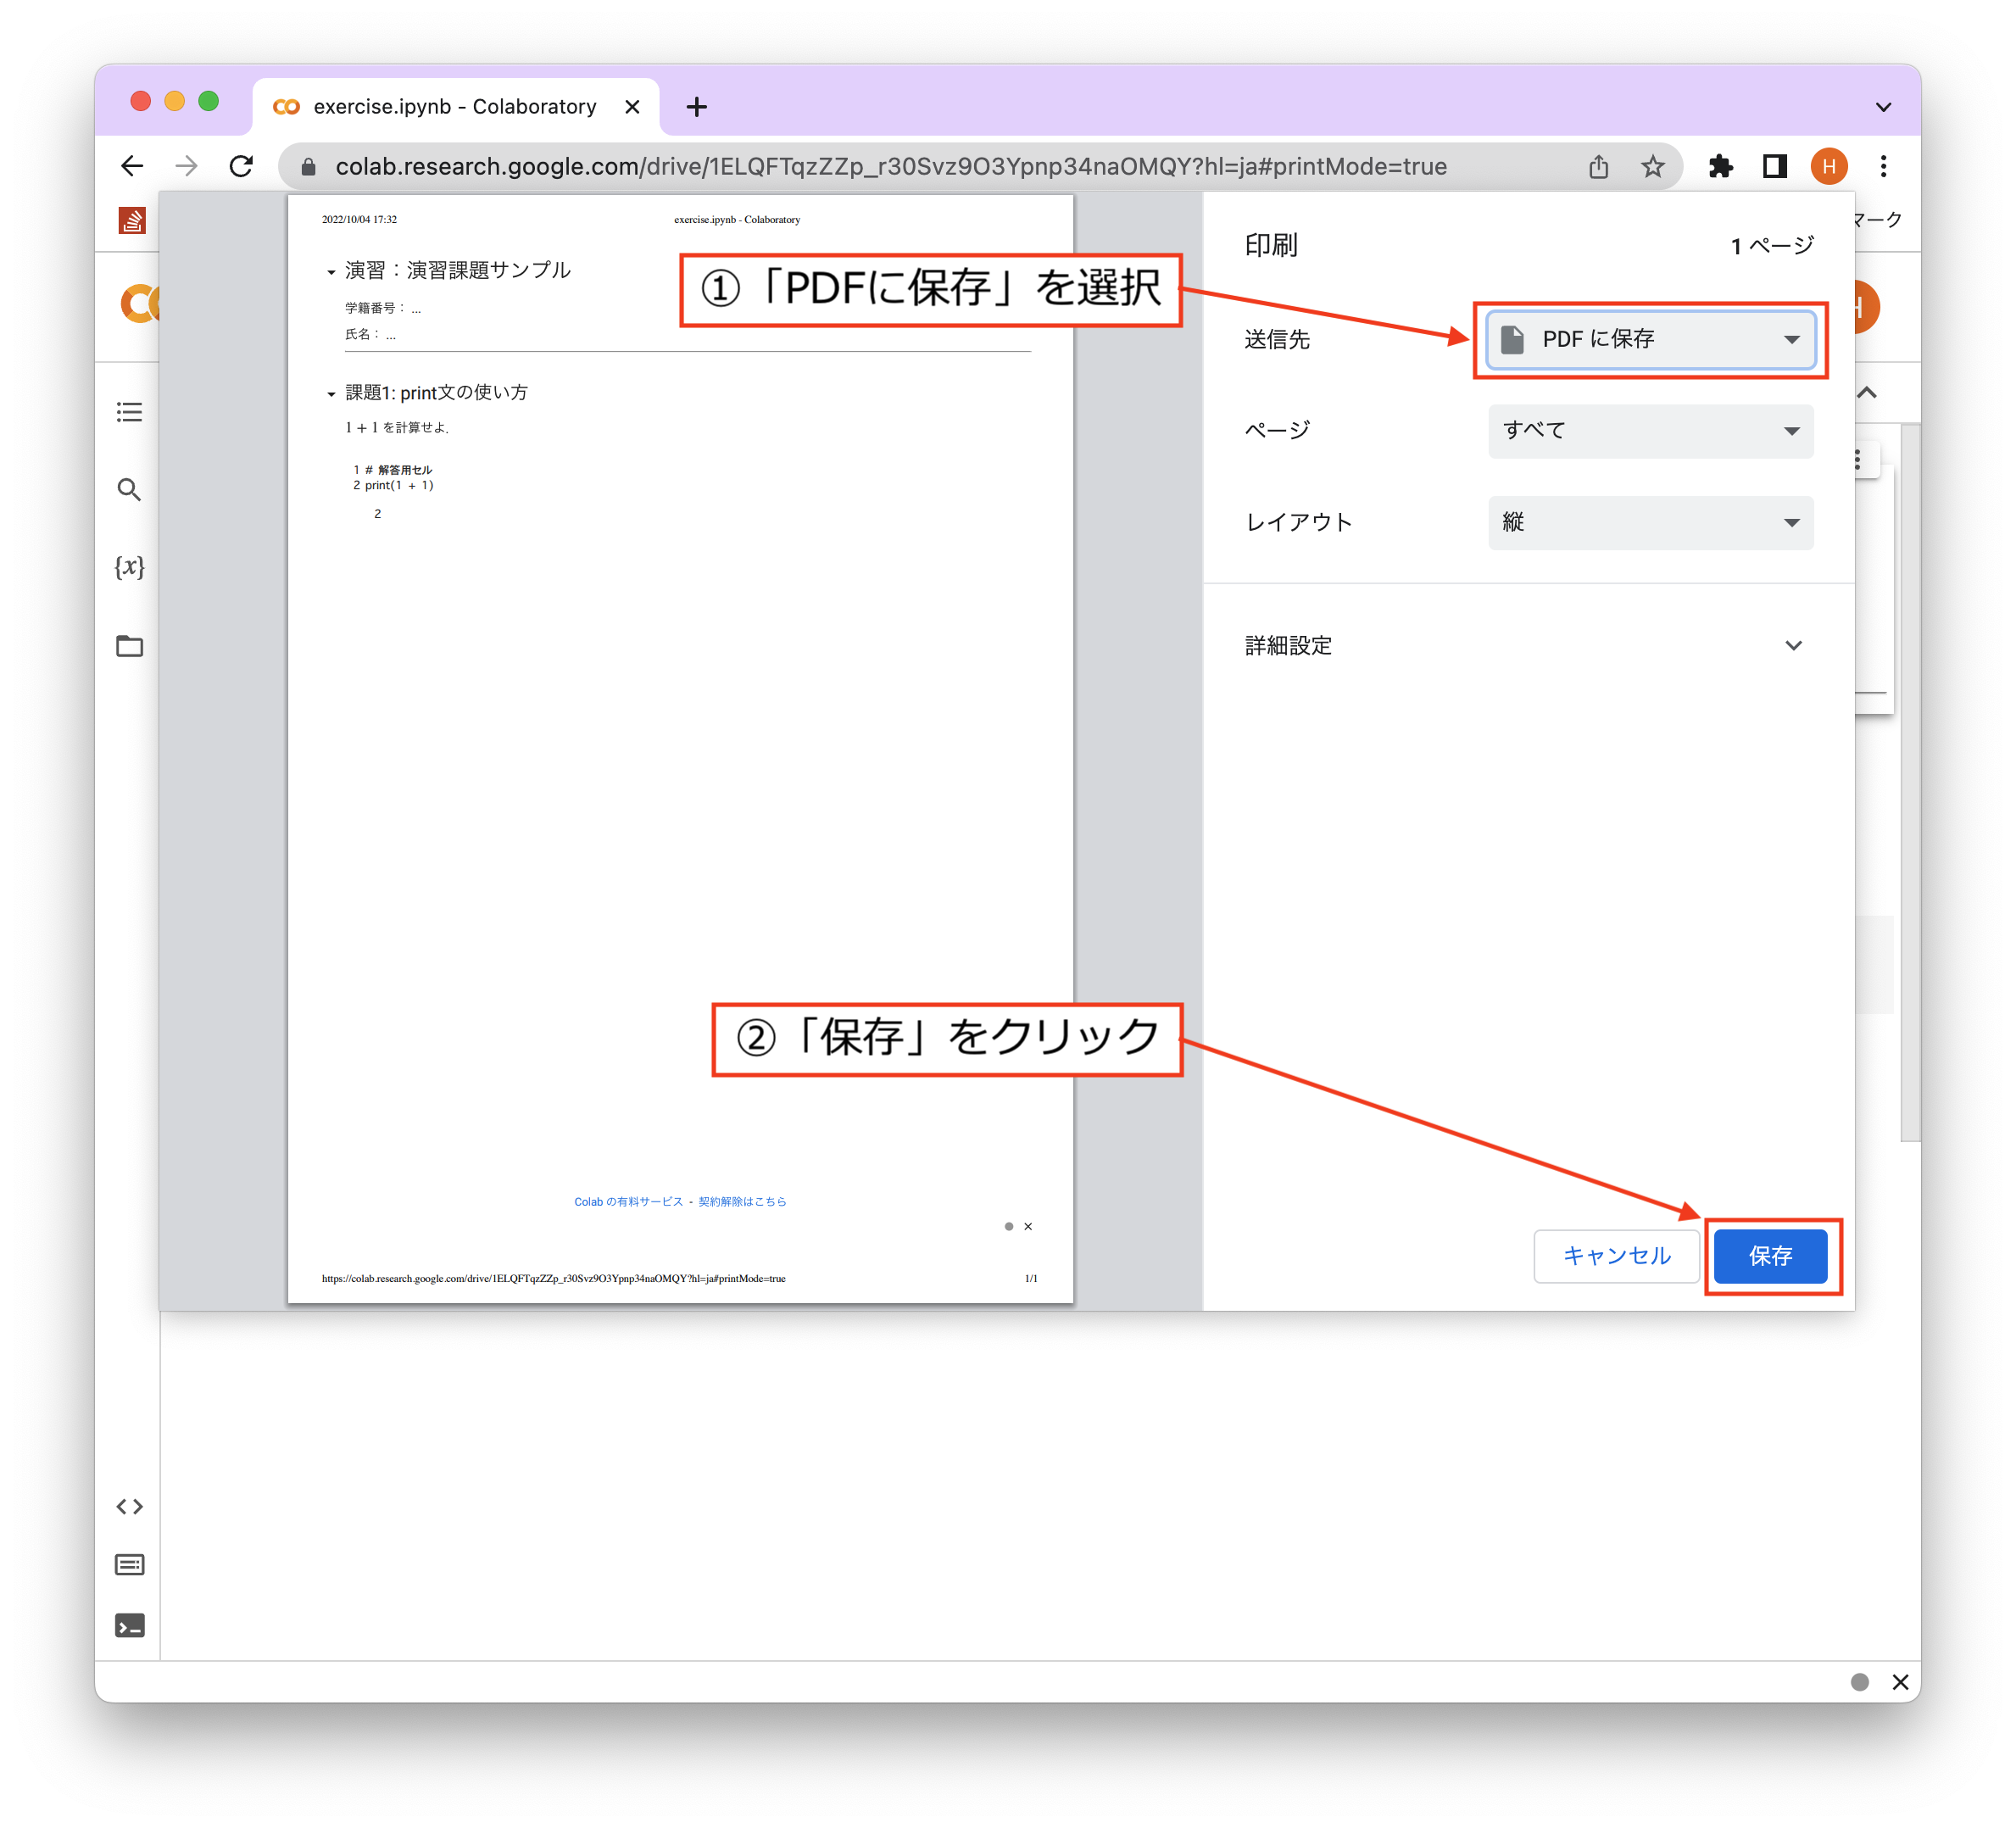 exercise.ipynb - Colaboratory
colab.research.google.com/drive/1ELQFTqzZZp_r30Svz9O3Ypnp34naOMQY?hl=ja#printMode=true
H
マーク
2022/10/04 17:32
exercise.ipynb - Colaboratory
演習：演習課題サンプル
学籍番号： ...
氏名： ...
課題1: print文の使い方
1 + 1 を計算せよ.
1 # 解答用セル
2 print(1 + 1)
2
Colab の有料サービス - 契約解除はこちら
https://colab.research.google.com/drive/1ELQFTqzZZp_r30Svz9O3Ypnp34naOMQY?hl=ja#printMode=true
1/1
①「PDFに保存」を選択
②「保存」をクリック
印刷
1 ページ
送信先
PDF に保存
ページ
すべて
レイアウト
縦
詳細設定
キャンセル
保存
H
{x}